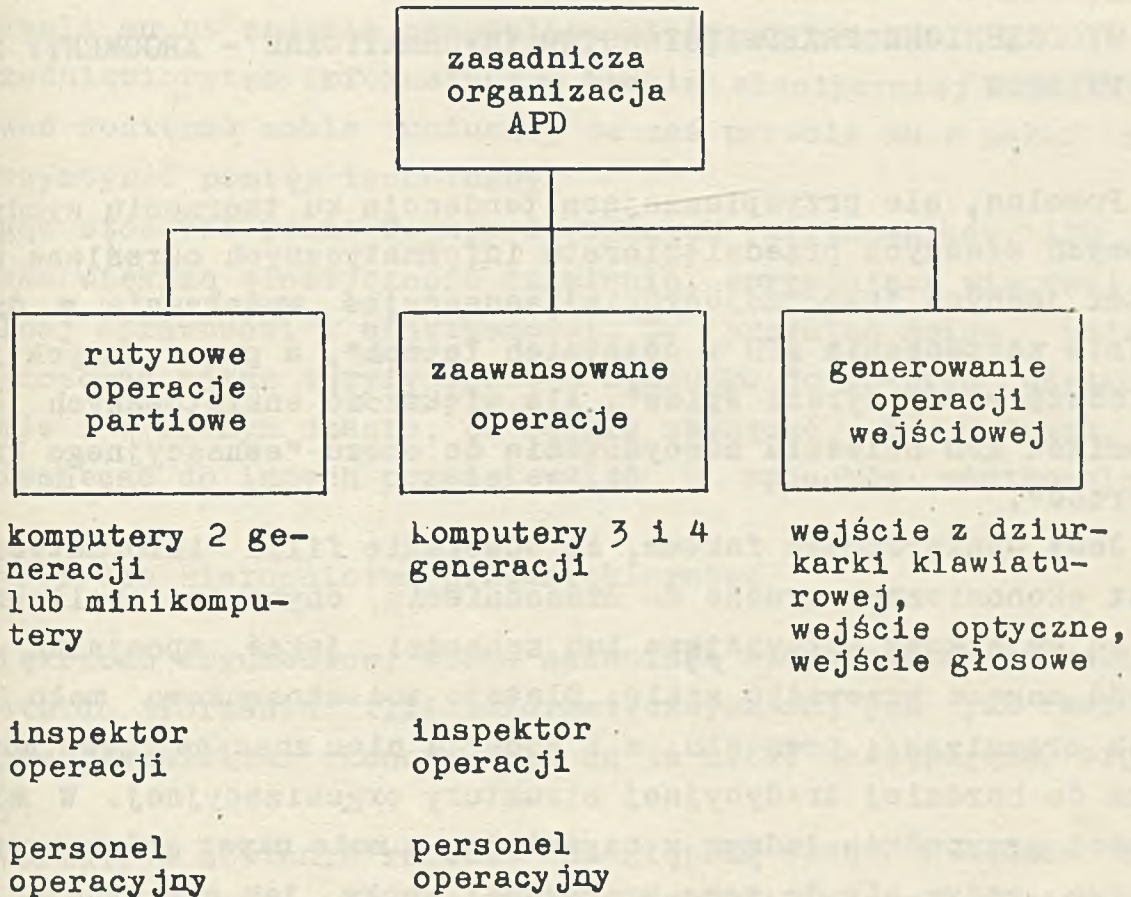 zasadnicza
organizacja
APD
rutynowe
operacje
partiowe
zaawansowane
operacje
generowanie
operacji
wejściowej
komputery 2 ge-
neracji
lub minikompu-
tery
komputery 3 i 4
generacji
wejście z dziur-
karki klawiatu-
rowej,
wejście optyczne,
wejście głosowe
inspektor
operacji
inspektor
operacji
personel
operacyjny
personel
operacyjny